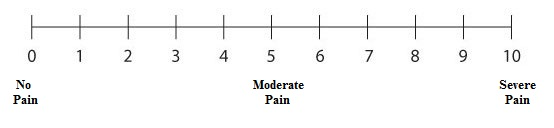 0 1 2 3 4 5 6 7 8 9 10
No Moderate Severe
Pain Pain Pain